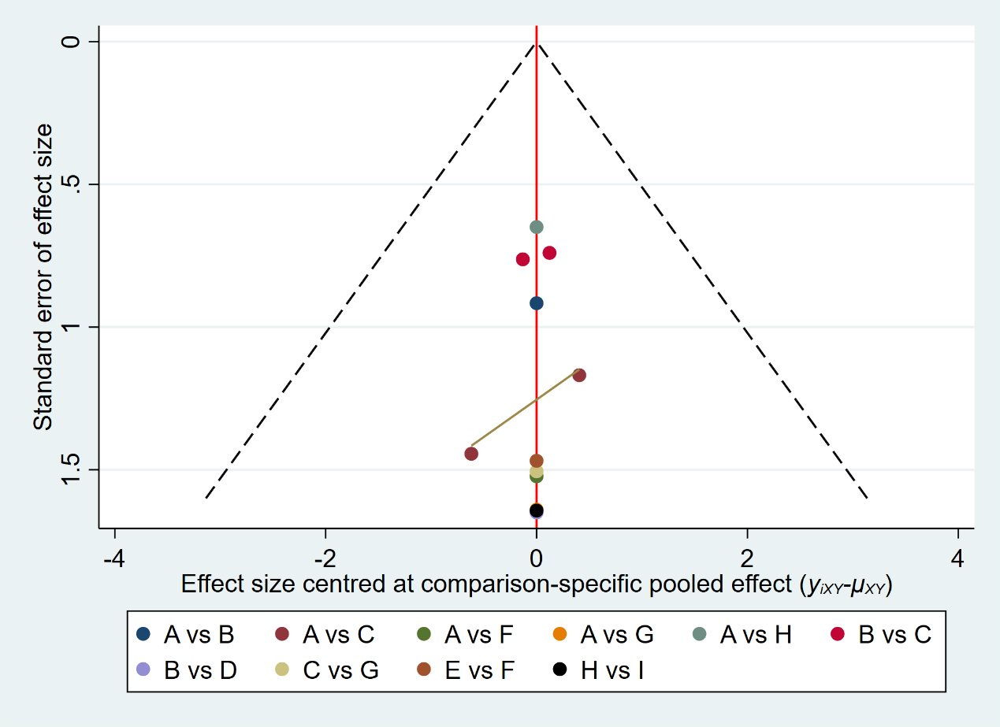 Standard error of effect size
0
.5
1
1.5
-4 -2 0 2 4
Effect size centred at comparison-specific pooled effect (yiXY-μXY)
A vs B A vs C A vs F A vs G A vs H B vs C
B vs D C vs G E vs F H vs I